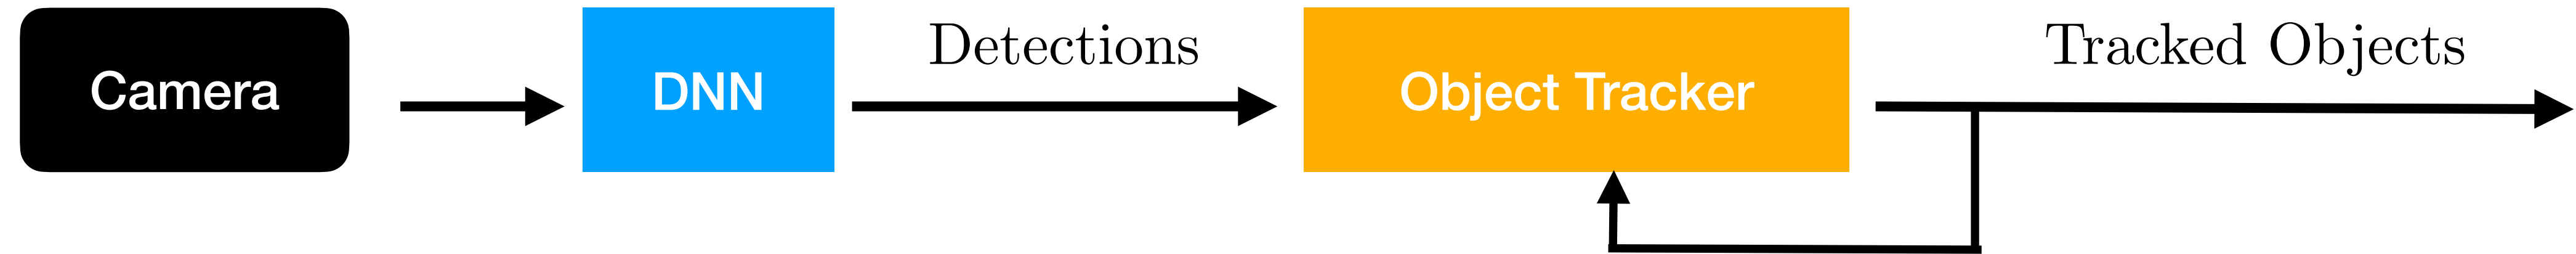 Camera
DNN
Detections
Object Tracker
Tracked Objects